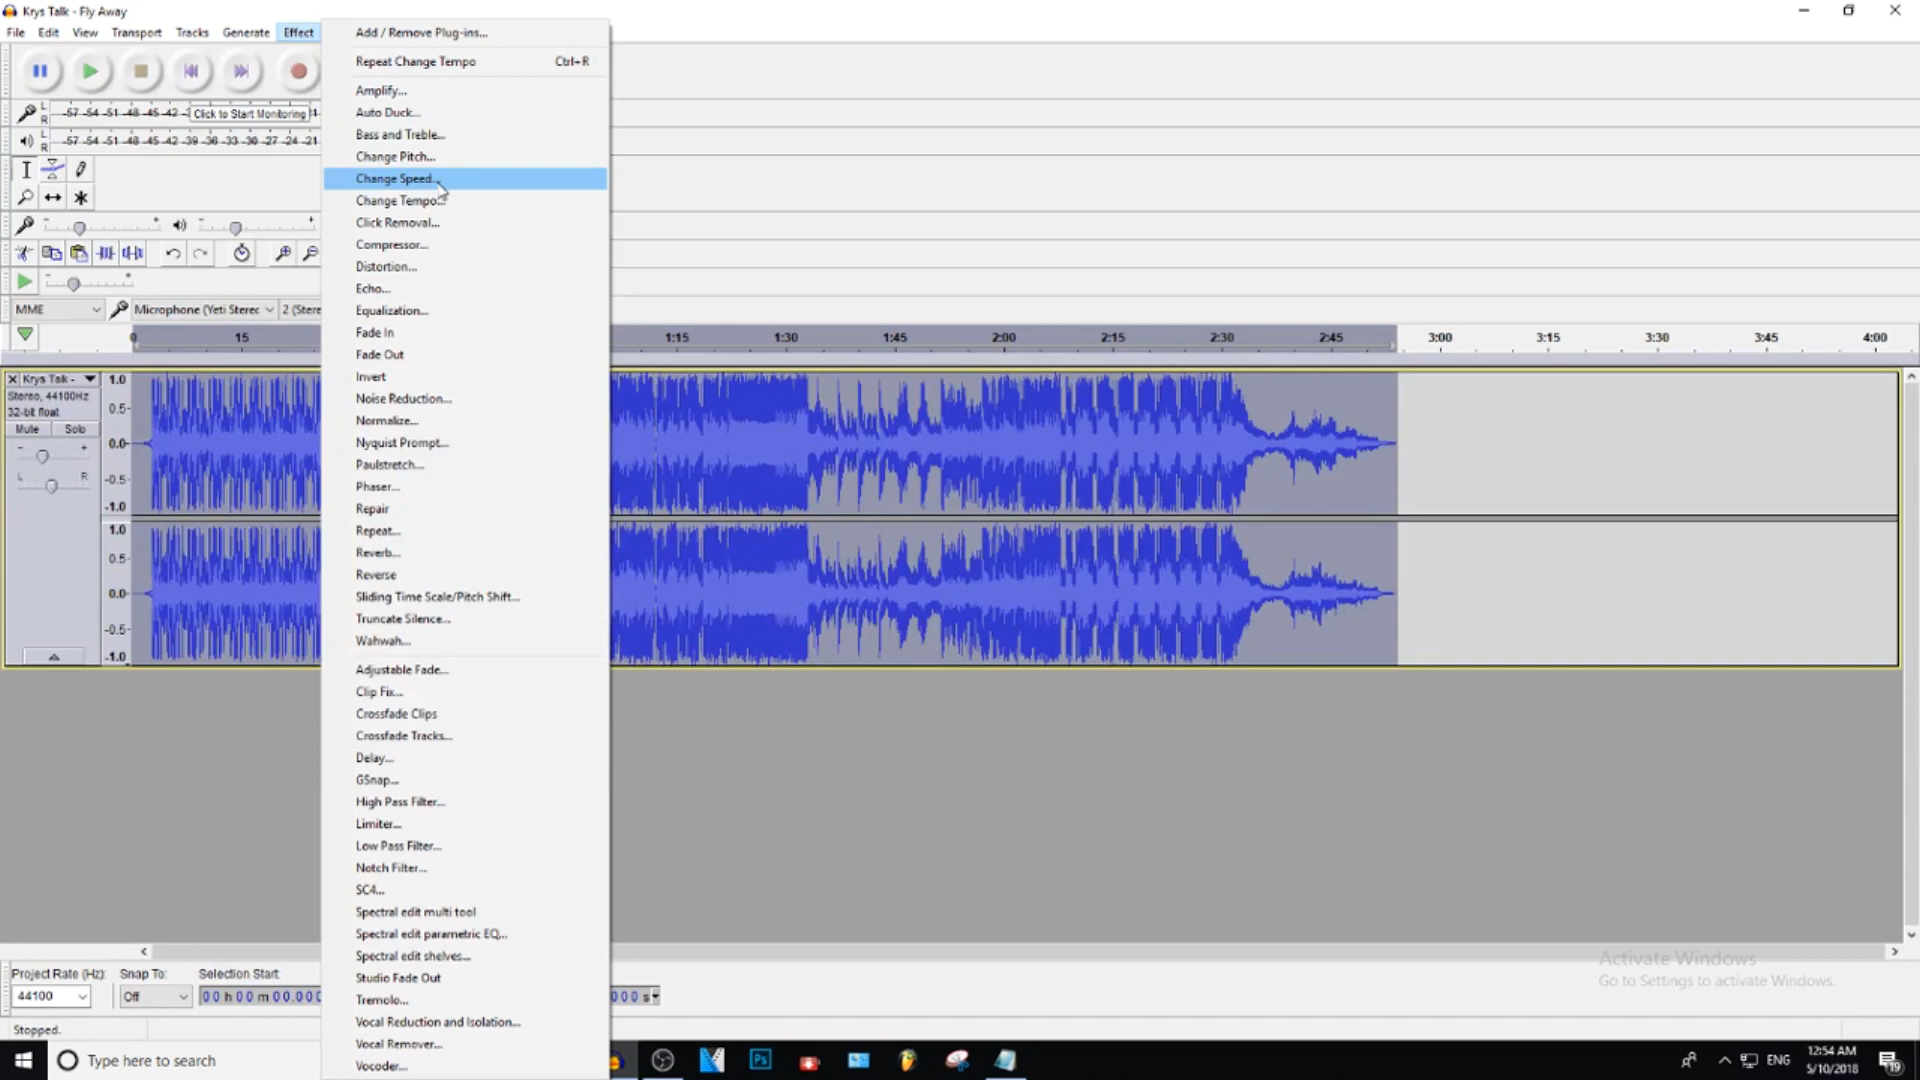 Krys Talk - Fly Away
File Edit View Transport Tracks Generate Effect
Add / Remove Plug-ins...
Repeat Change Tempo Ctrl+R
Amplify...
Auto Duck...
Bass and Treble...
Change Pitch...
Change Speed...
Change Tempo...
Click Removal...
Compressor...
Distortion...
Echo...
Equalization...
Fade In
Fade Out
Invert
Noise Reduction...
Normalize...
Nyquist Prompt...
Paulstretch...
Phaser...
Repair
Repeat...
Reverb...
Reverse
Sliding Time Scale/Pitch Shift...
Truncate Silence...
Wahwah...
Adjustable Fade...
Clip Fix...
Crossfade Clips
Crossfade Tracks...
Delay...
GSnap...
High Pass Filter...
Limiter...
Low Pass Filter...
Notch Filter...
SC4...
Spectral edit multi tool
Spectral edit parametric EQ...
Spectral edit shelves...
Studio Fade Out
Tremolo...
Vocal Reduction and Isolation...
Vocal Remover...
Vocoder...
L
R
-57 -54 -51 -48 -45 -42 Click to Start Monitoring
L
R
-57 -54 -51 -48 -45 -42 -39 -36 -33 -30 -27 -24 -21
MME Microphone (Yeti Stereo 2 (Stere
0 15 1:15 1:30 1:45 2:00 2:15 2:30 2:45 3:00 3:15 3:30 3:45 4:00
Krys Talk -
Stereo, 44100Hz
32-bit float
Mute Solo
L R
1.0
0.5
0.0
-0.5
-1.0
1.0
0.5
0.0
-0.5
-1.0
Activate Windows
Go to Settings to activate Windows.
Project Rate (Hz): Snap To: Selection Start
44100 Off 00 h 00 m 00.000 000 s
Stopped.
Type here to search
Ps
ENG
12:54 AM
5/10/2018
19